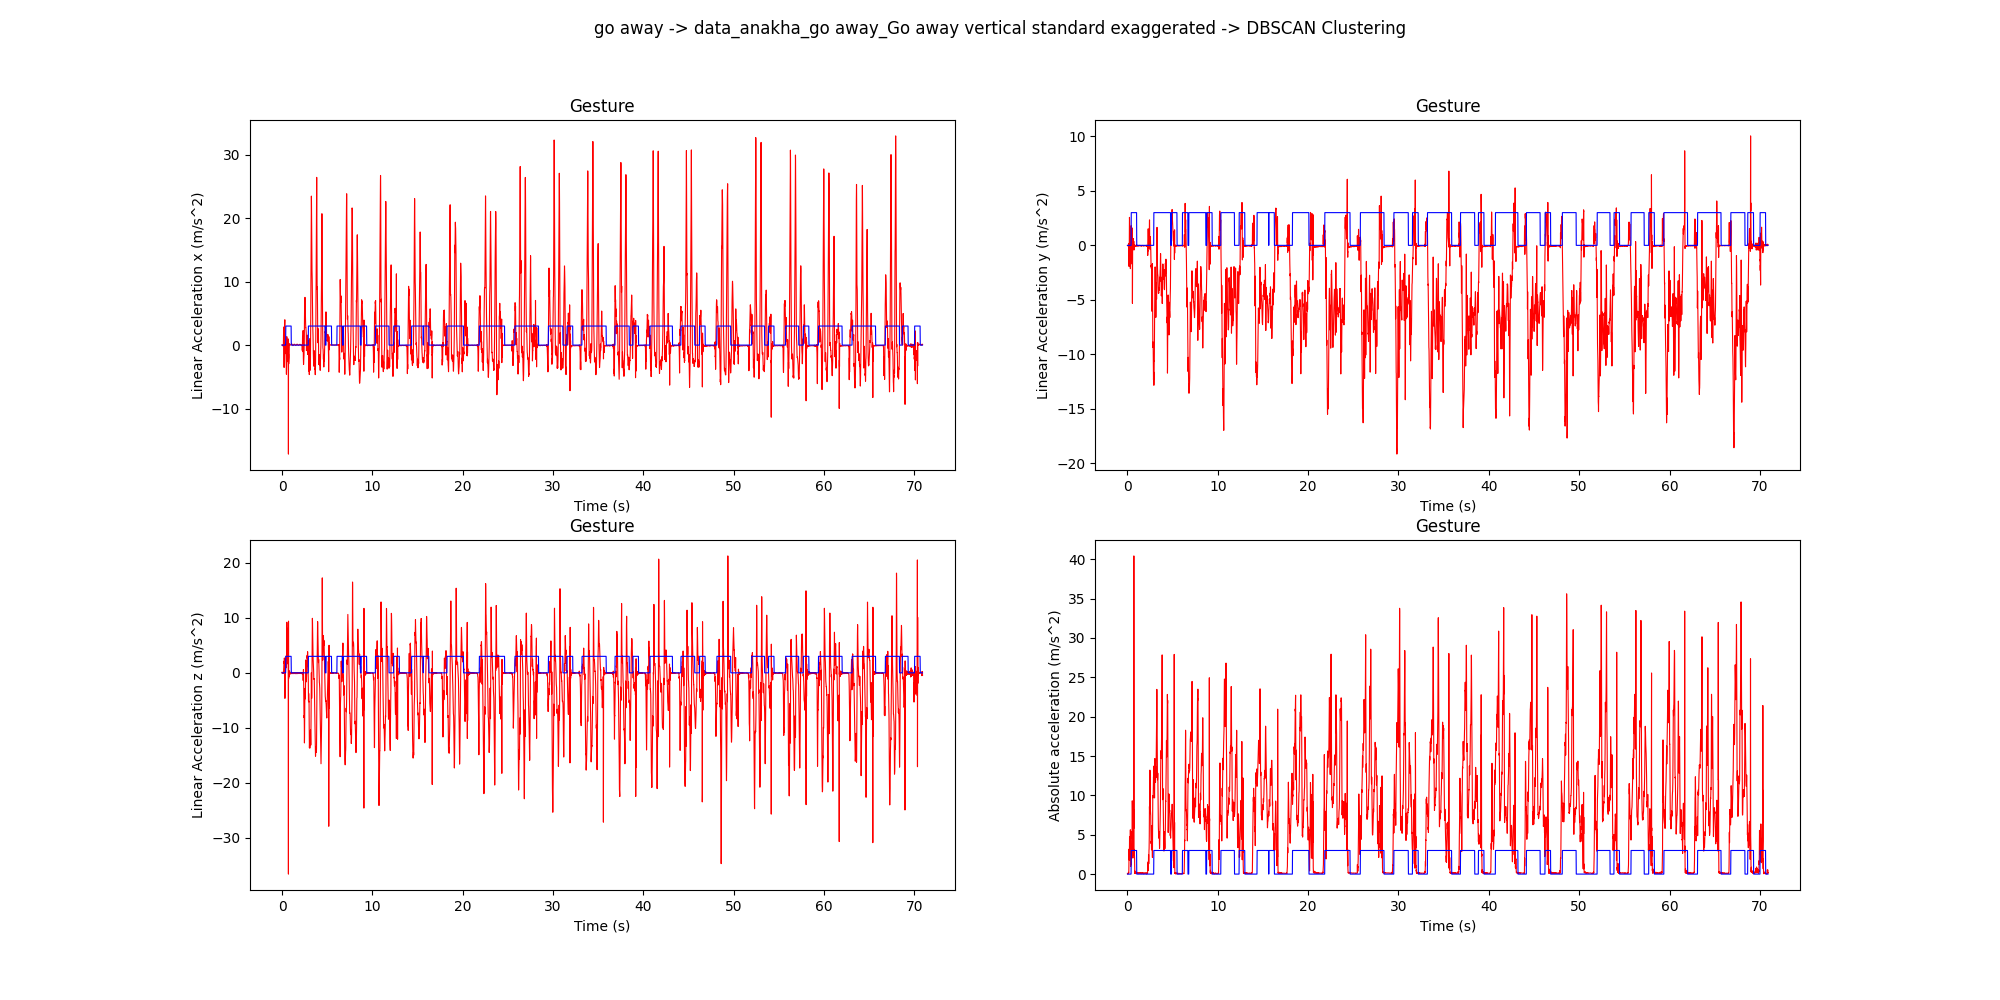 go away -> data_anakha_go away_Go away vertical standard exaggerated -> DBSCAN Clustering
Gesture
Linear Acceleration x (m/s^2)
30
20
10
0
−10
0 10 20 30 40 50 60 70
Time (s)
Gesture
Linear Acceleration y (m/s^2)
10
5
0
−5
−10
−15
−20
0 10 20 30 40 50 60 70
Time (s)
Gesture
Linear Acceleration z (m/s^2)
20
10
0
−10
−20
−30
0 10 20 30 40 50 60 70
Time (s)
Gesture
Absolute acceleration (m/s^2)
40
35
30
25
20
15
10
5
0
0 10 20 30 40 50 60 70
Time (s)